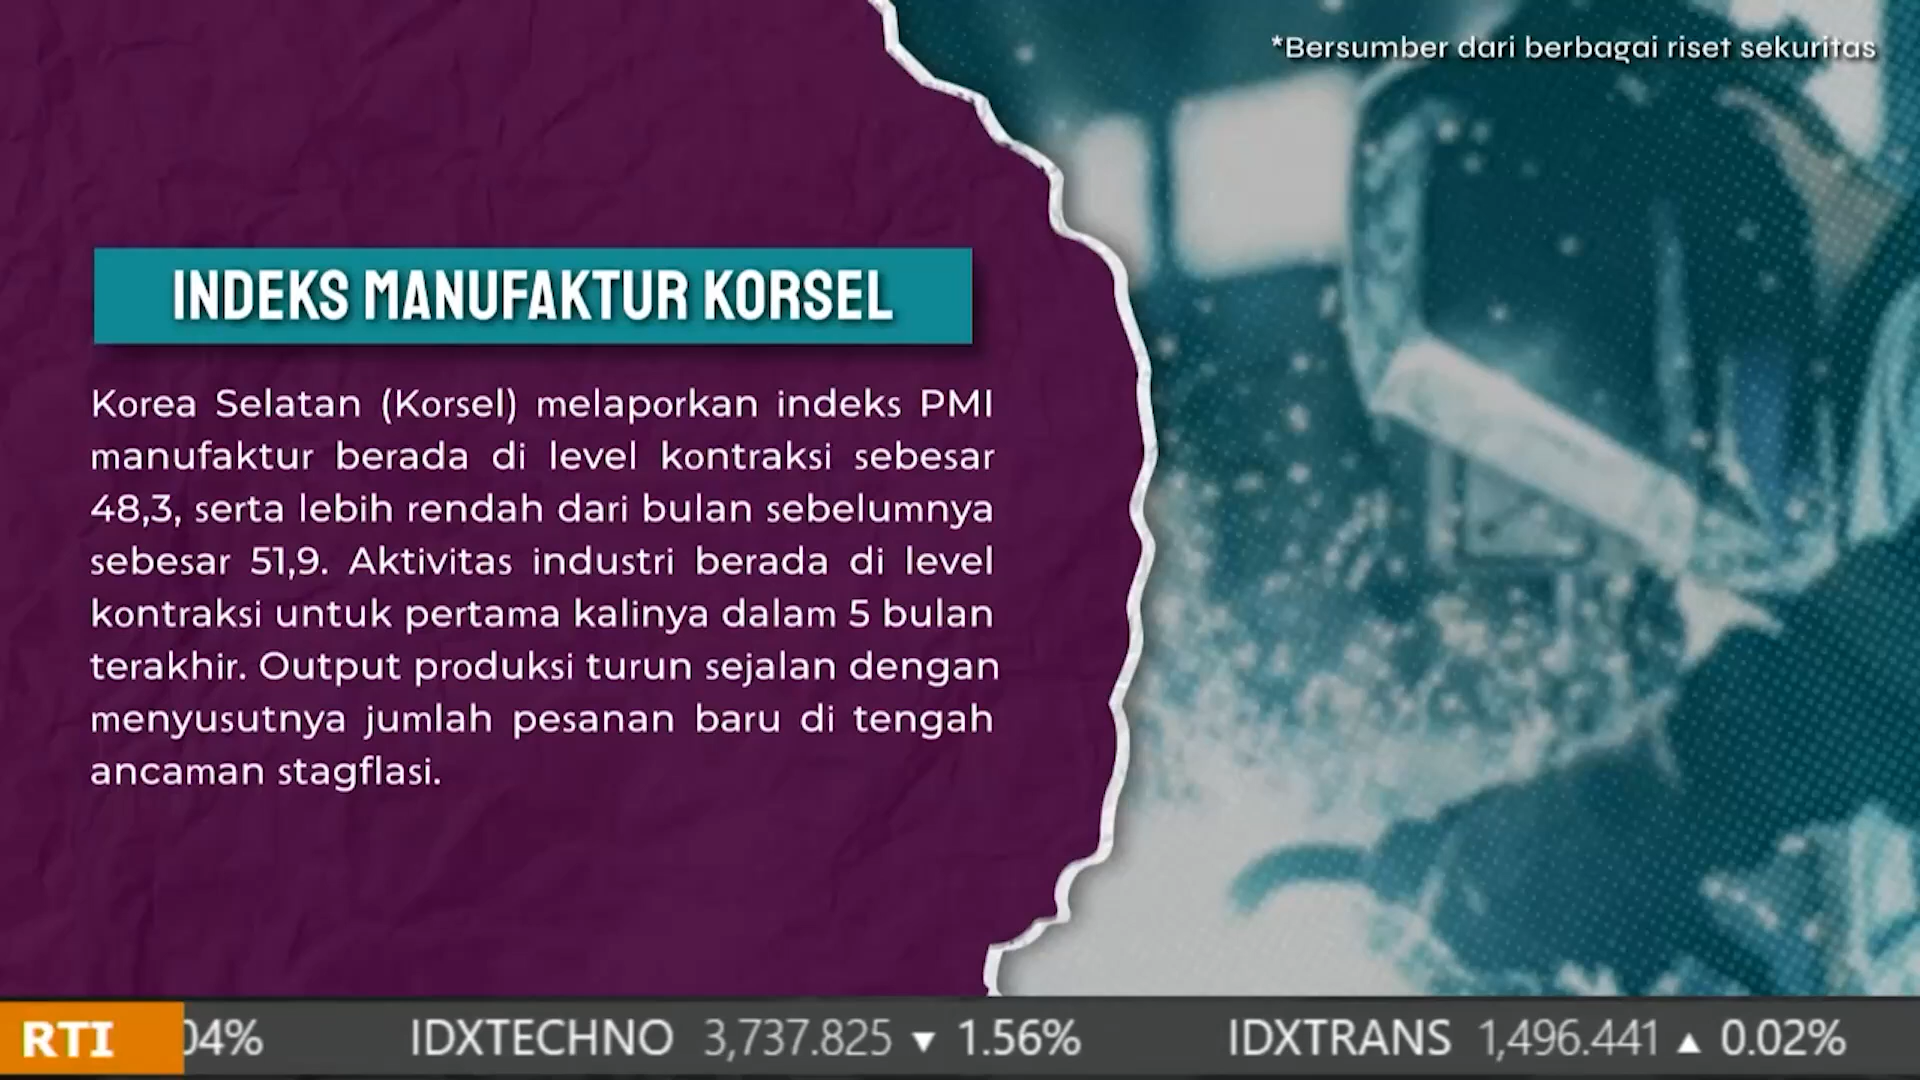 *Bersumber dari berbagai riset sekuritas
INDEKS MANUFAKTUR KORSEL
Korea Selatan (Korsel) melaporkan indeks PMI
manufaktur berada di level kontraksi sebesar
48,3, serta lebih rendah dari bulan sebelumnya
sebesar 51,9. Aktivitas industri berada di level
kontraksi untuk pertama kalinya dalam 5 bulan
terakhir. Output produksi turun sejalan dengan
menyusutnya jumlah pesanan baru di tengah
ancaman stagflasi.
RTI 04% IDXTECHNO 3,737.825 ▼ 1.56% IDXTRANS 1,496.441 ▲ 0.02%